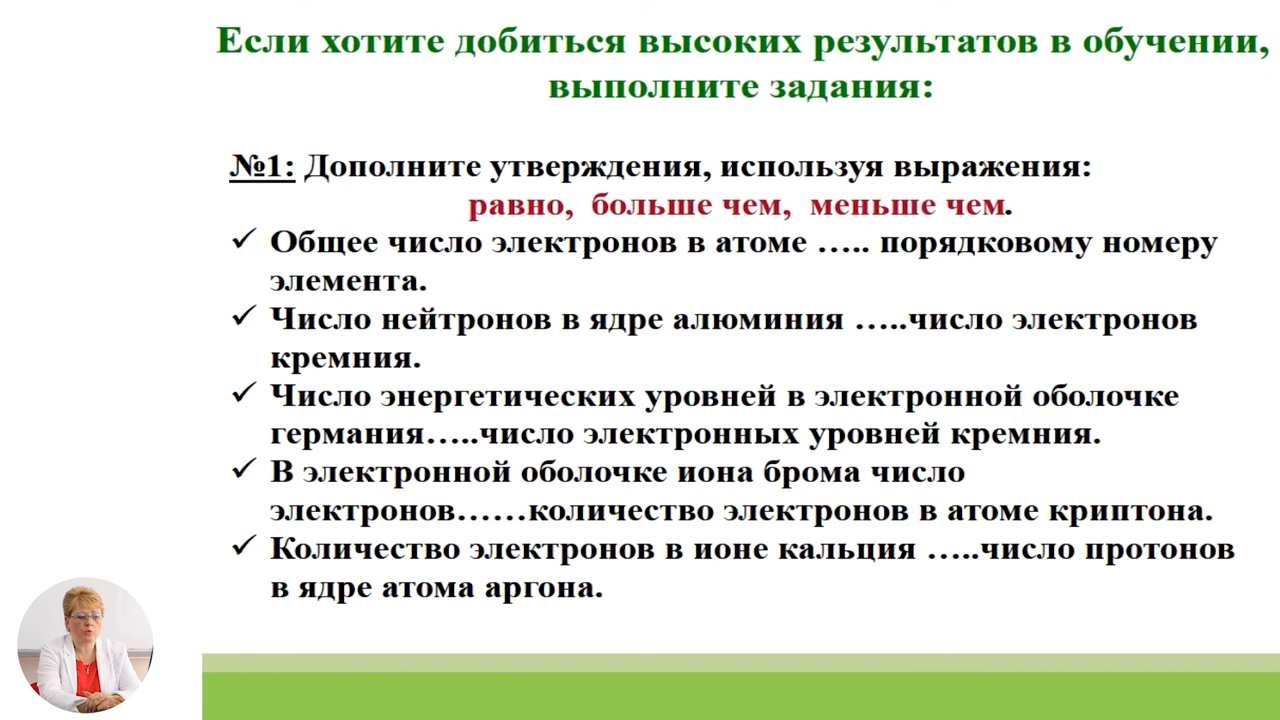 Если хотите добиться высоких результатов в обучении,
выполните задания:
№1: Дополните утверждения, используя выражения:
равно, больше чем, меньше чем.
✓ Общее число электронов в атоме ….. порядковому номеру
элемента.
✓ Число нейтронов в ядре алюминия …..число электронов
кремния.
✓ Число энергетических уровней в электронной оболочке
германия…..число электронных уровней кремния.
✓ В электронной оболочке иона брома число
электронов……количество электронов в атоме криптона.
✓ Количество электронов в ионе кальция …..число протонов
в ядре атома аргона.